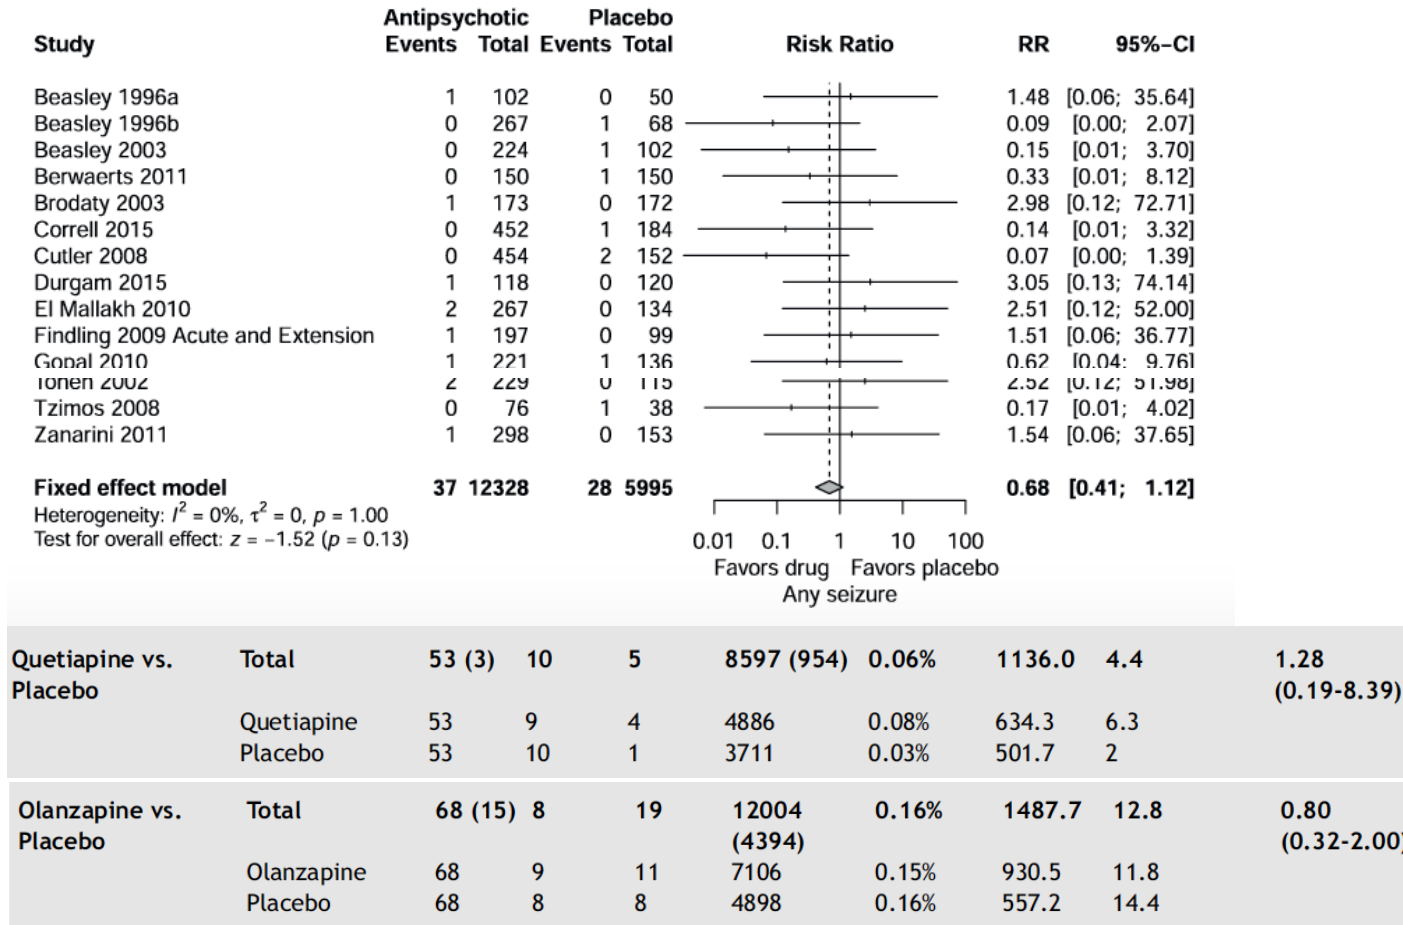 Antipsychotic Placebo
Study Events Total Events Total Risk Ratio RR 95%−CI
Beasley 1996a 1 102 0 50 1.48 [0.06; 35.64]
Beasley 1996b 0 267 1 68 0.09 [0.00; 2.07]
Beasley 2003 0 224 1 102 0.15 [0.01; 3.70]
Berwaerts 2011 0 150 1 150 0.33 [0.01; 8.12]
Brodaty 2003 1 173 0 172 2.98 [0.12; 72.71]
Correll 2015 0 452 1 184 0.14 [0.01; 3.32]
Cutler 2008 0 454 2 152 0.07 [0.00; 1.39]
Durgam 2015 1 118 0 120 3.05 [0.13; 74.14]
El Mallakh 2010 2 267 0 134 2.51 [0.12; 52.00]
Findling 2009 Acute and Extension 1 197 0 99 1.51 [0.06; 36.77]
Gopal 2010 1 221 1 136 0.62 [0.04; 9.76]
Tohen 2002 2 229 0 115 2.52 [0.12; 51.98]
Tzimos 2008 0 76 1 38 0.17 [0.01; 4.02]
Zanarini 2011 1 298 0 153 1.54 [0.06; 37.65]
Fixed effect model 37 12328 28 5995 0.68 [0.41; 1.12]
Heterogeneity: I² = 0%, τ² = 0, p = 1.00
Test for overall effect: z = −1.52 (p = 0.13)
0.01 0.1 1 10 100
Favors drug Favors placebo
Any seizure
Quetiapine vs. Total 53 (3) 10 5 8597 (954) 0.06% 1136.0 4.4 1.28
Placebo (0.19-8.39)
Quetiapine 53 9 4 4886 0.08% 634.3 6.3
Placebo 53 10 1 3711 0.03% 501.7 2
Olanzapine vs. Total 68 (15) 8 19 12004 0.16% 1487.7 12.8 0.80
Placebo (4394) (0.32-2.00)
Olanzapine 68 9 11 7106 0.15% 930.5 11.8
Placebo 68 8 8 4898 0.16% 557.2 14.4